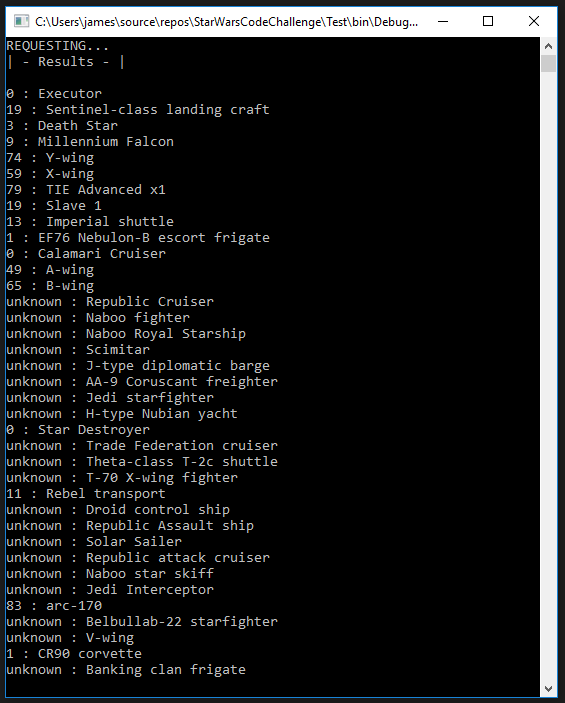 C:\Users\james\source\repos\StarWarsCodeChallenge\Test\bin\Debug...
REQUESTING...
| - Results - |
0 : Executor
19 : Sentinel-class landing craft
3 : Death Star
9 : Millennium Falcon
74 : Y-wing
59 : X-wing
79 : TIE Advanced x1
19 : Slave 1
13 : Imperial shuttle
1 : EF76 Nebulon-B escort frigate
0 : Calamari Cruiser
49 : A-wing
65 : B-wing
unknown : Republic Cruiser
unknown : Naboo fighter
unknown : Naboo Royal Starship
unknown : Scimitar
unknown : J-type diplomatic barge
unknown : AA-9 Coruscant freighter
unknown : Jedi starfighter
unknown : H-type Nubian yacht
0 : Star Destroyer
unknown : Trade Federation cruiser
unknown : Theta-class T-2c shuttle
unknown : T-70 X-wing fighter
11 : Rebel transport
unknown : Droid control ship
unknown : Republic Assault ship
unknown : Solar Sailer
unknown : Republic attack cruiser
unknown : Naboo star skiff
unknown : Jedi Interceptor
83 : arc-170
unknown : Belbullab-22 starfighter
unknown : V-wing
1 : CR90 corvette
unknown : Banking clan frigate